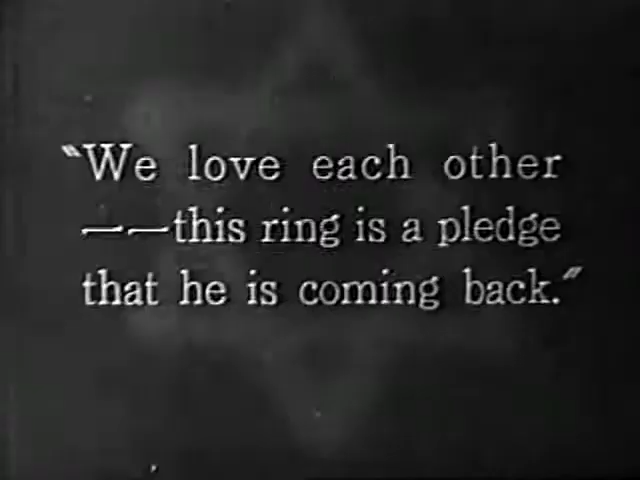 "We love each other
——this ring is a pledge
that he is coming back."